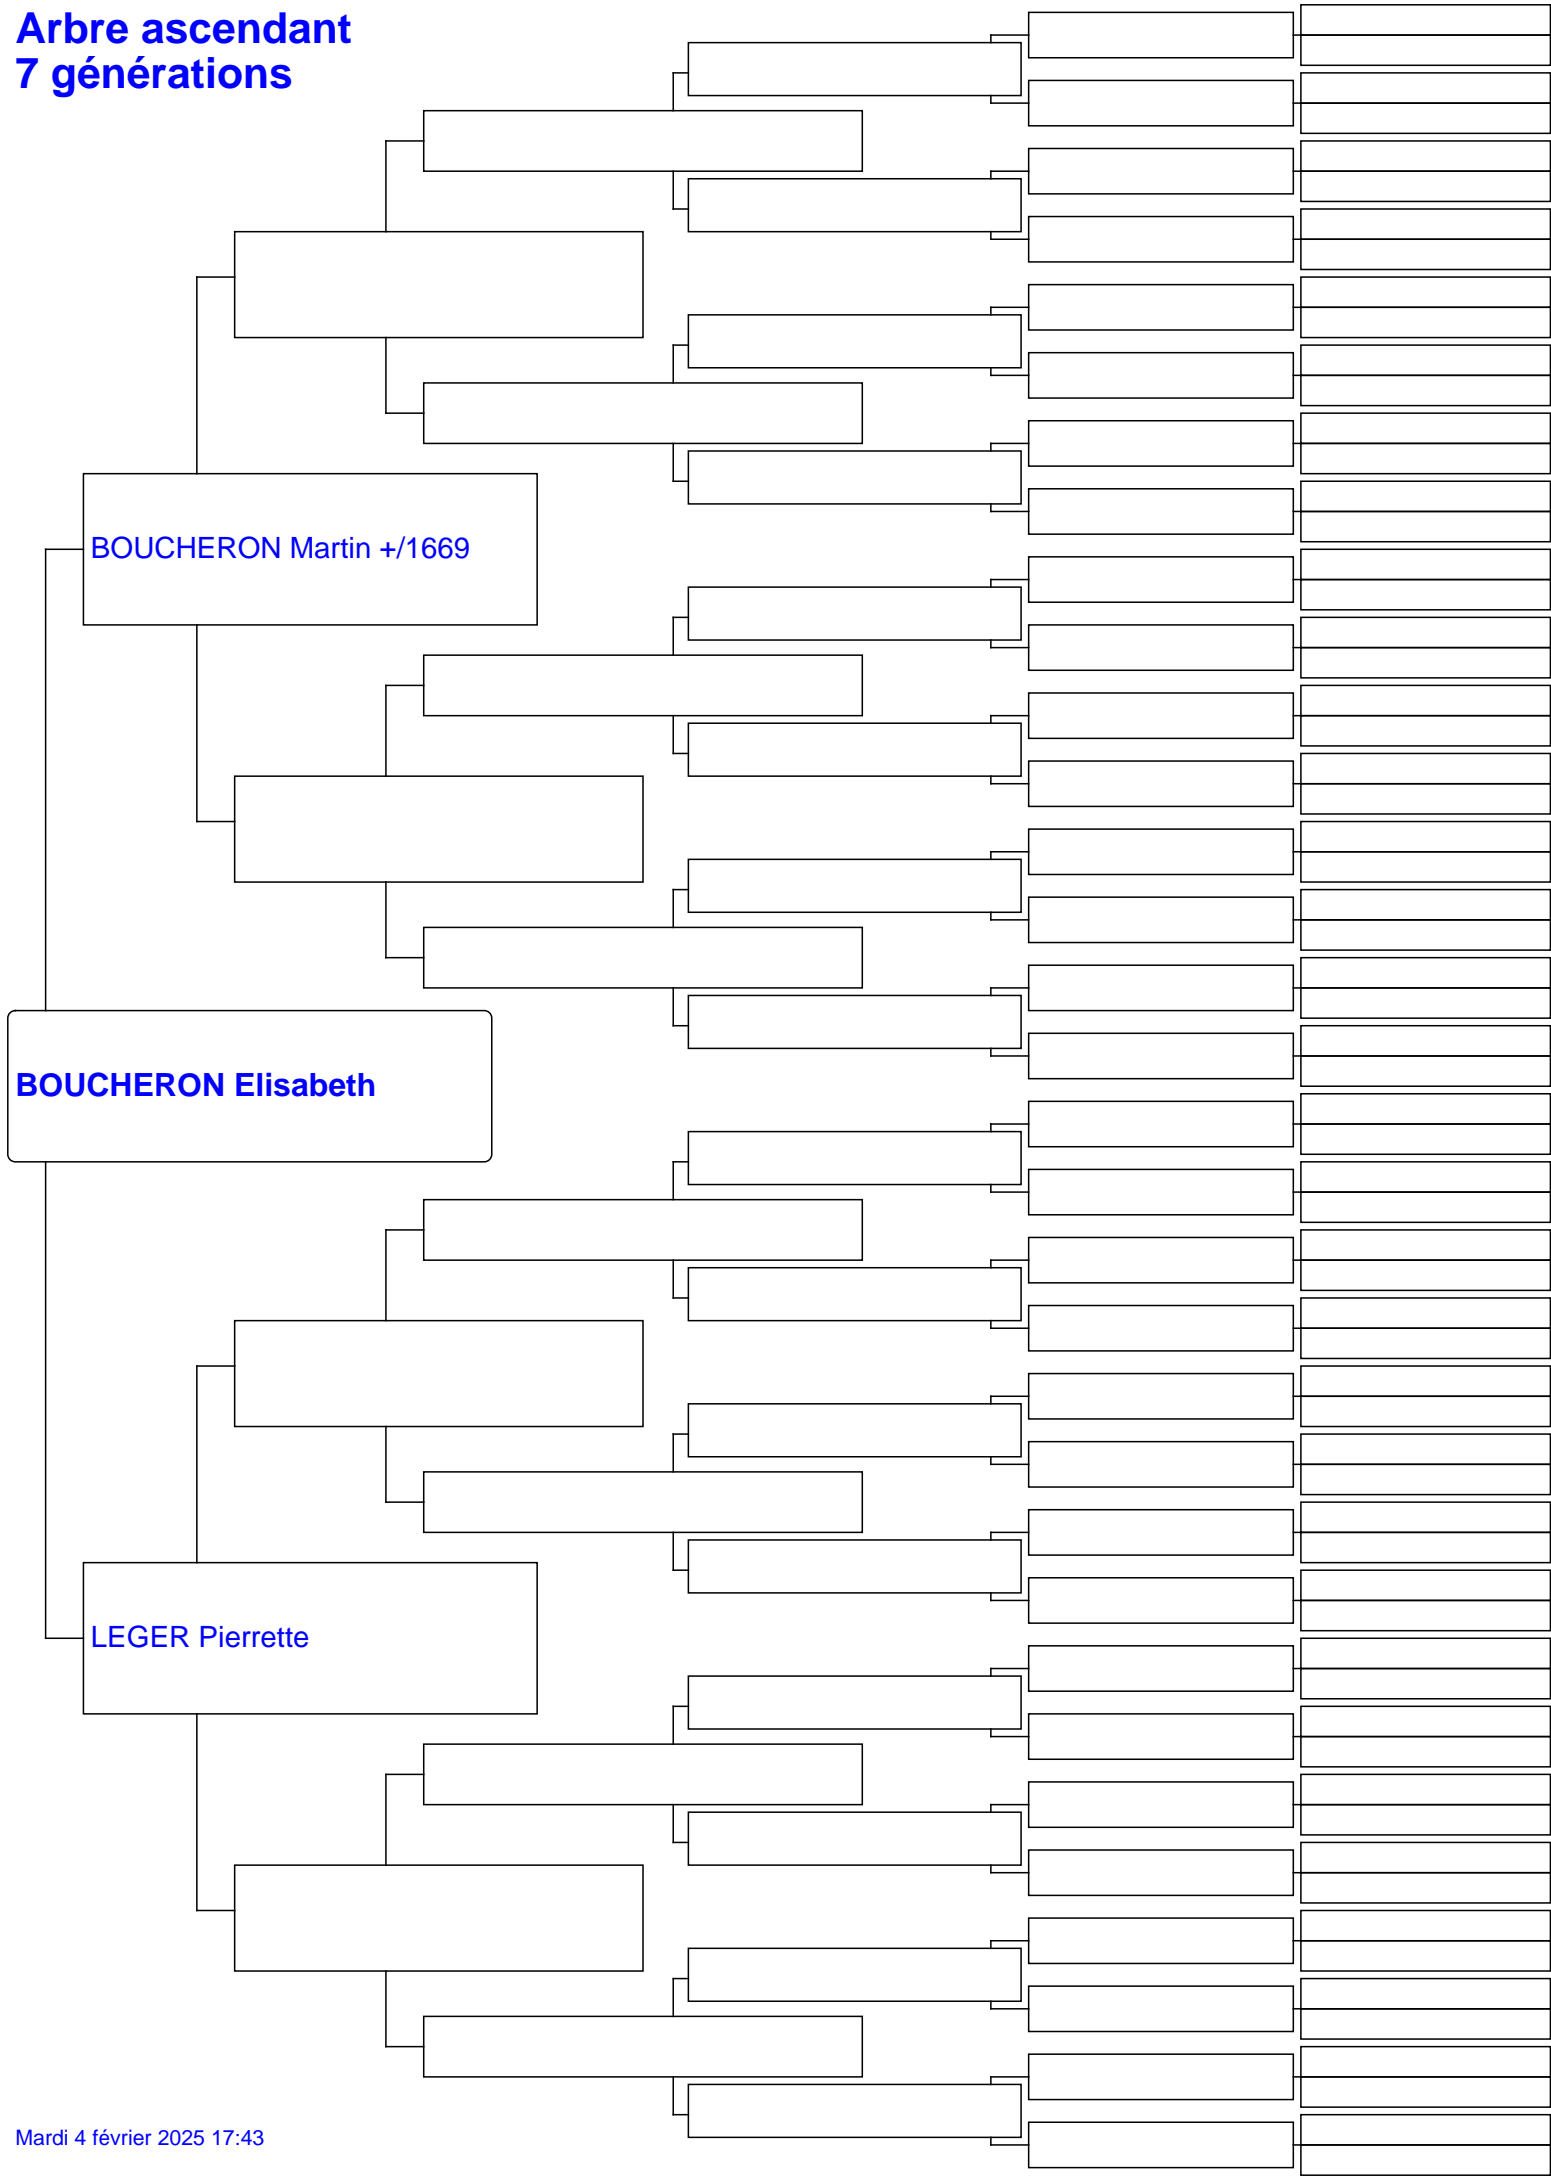 Arbre ascendant
7 générations
BOUCHERON Martin +/1669
BOUCHERON Elisabeth
LEGER Pierrette
Mardi 4 février 2025 17:43